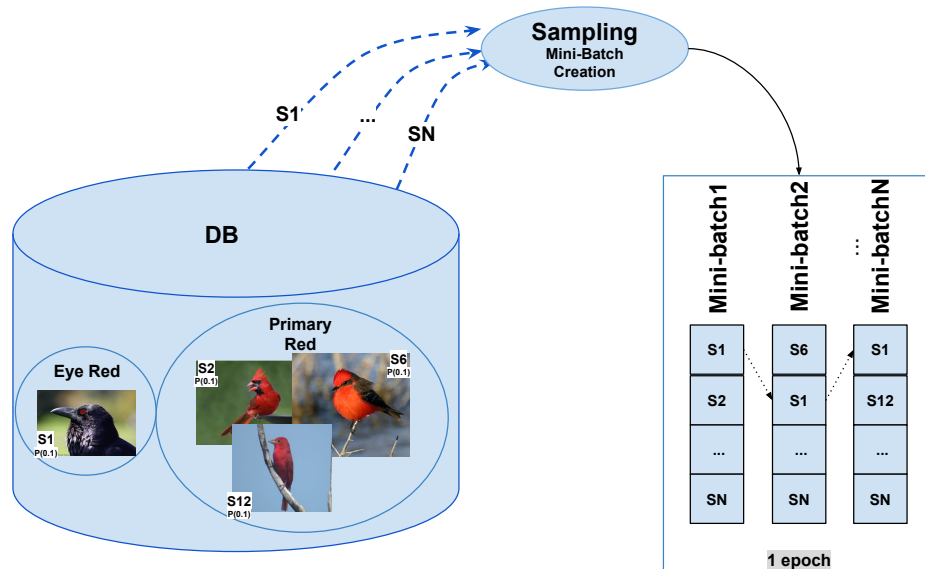 Sampling
Mini-Batch
Creation
S1
...
SN
DB
Primary
Red
Eye Red
S1
P(0.1)
S2
P(0.1)
S6
P(0.1)
S12
P(0.1)
Mini-batch1
Mini-batch2
...
Mini-batchN
S1
S6
S1
S2
S1
S12
...
...
...
SN
SN
SN
1 epoch